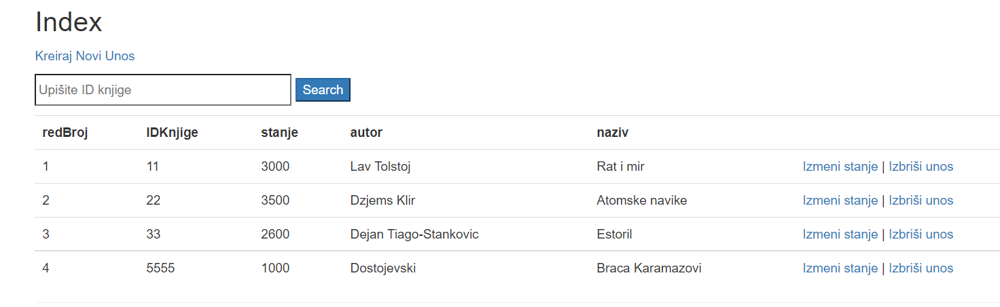 Index
Kreiraj Novi Unos
Upišite ID knjige Search
redBroj IDKnjige stanje autor naziv
1 11 3000 Lav Tolstoj Rat i mir Izmeni stanje | Izbriši unos
2 22 3500 Dzjems Klir Atomske navike Izmeni stanje | Izbriši unos
3 33 2600 Dejan Tiago-Stankovic Estoril Izmeni stanje | Izbriši unos
4 5555 1000 Dostojevski Braca Karamazovi Izmeni stanje | Izbriši unos